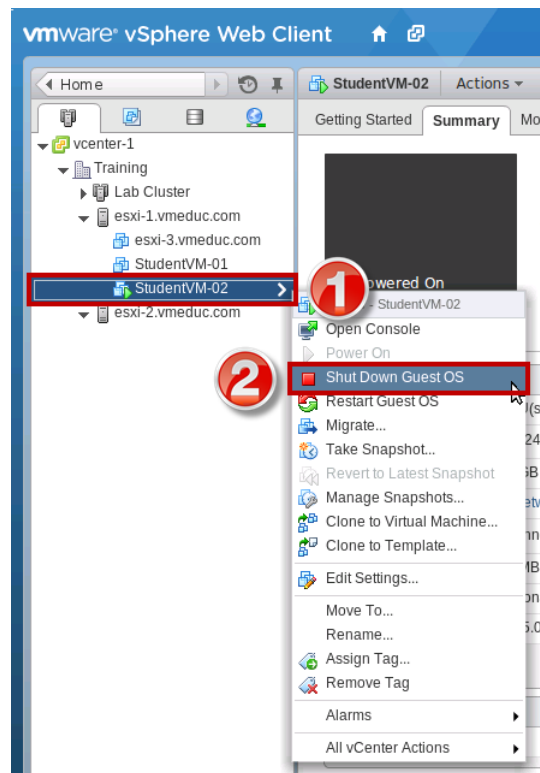 vmware® vSphere Web Client
Home
StudentVM-02 Actions
Getting Started Summary Mo
vcenter-1
Training
Lab Cluster
esxi-1.vmeduc.com
esxi-3.vmeduc.com
StudentVM-01
StudentVM-02
esxi-2.vmeduc.com
Powered On
1
- StudentVM-02
Open Console
Power On
2
Shut Down Guest OS
Restart Guest OS
Migrate...
Take Snapshot...
Revert to Latest Snapshot
Manage Snapshots...
Clone to Virtual Machine...
Clone to Template...
Edit Settings...
Move To...
Rename...
Assign Tag...
Remove Tag
Alarms
All vCenter Actions